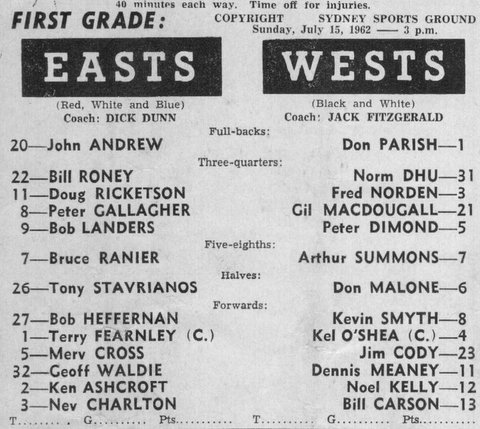 40 minutes each way. Time off for injuries.
FIRST GRADE: COPYRIGHT SYDNEY SPORTS GROUND
Sunday, July 15, 1962 —— 3 p.m.
EASTS WESTS
(Red, White and Blue) (Black and White)
Coach: DICK DUNN Coach: JACK FITZGERALD
Full-backs:
20—John ANDREW Don PARISH—1
Three-quarters:
22—Bill RONEY Norm DHU—31
11—Doug RICKETSON Fred NORDEN—3
8—Peter GALLAGHER Gil MACDOUGALL—21
9—Bob LANDERS Peter DIMOND—5
Five-eighths:
7—Bruce RANIER Arthur SUMMONS—7
Halves:
26—Tony STAVRIANOS Don MALONE—6
Forwards:
27—Bob HEFFERNAN Kevin SMYTH—8
1—Terry FEARNLEY (C.) Kel O'SHEA (C.)—4
5—Merv CROSS Jim CODY—23
32—Geoff WALDIE Dennis MEANEY—11
2—Ken ASHCROFT Noel KELLY—12
3—Nev CHARLTON Bill CARSON—13
T........ G.......... Pts.......... T........ G.......... Pts..........